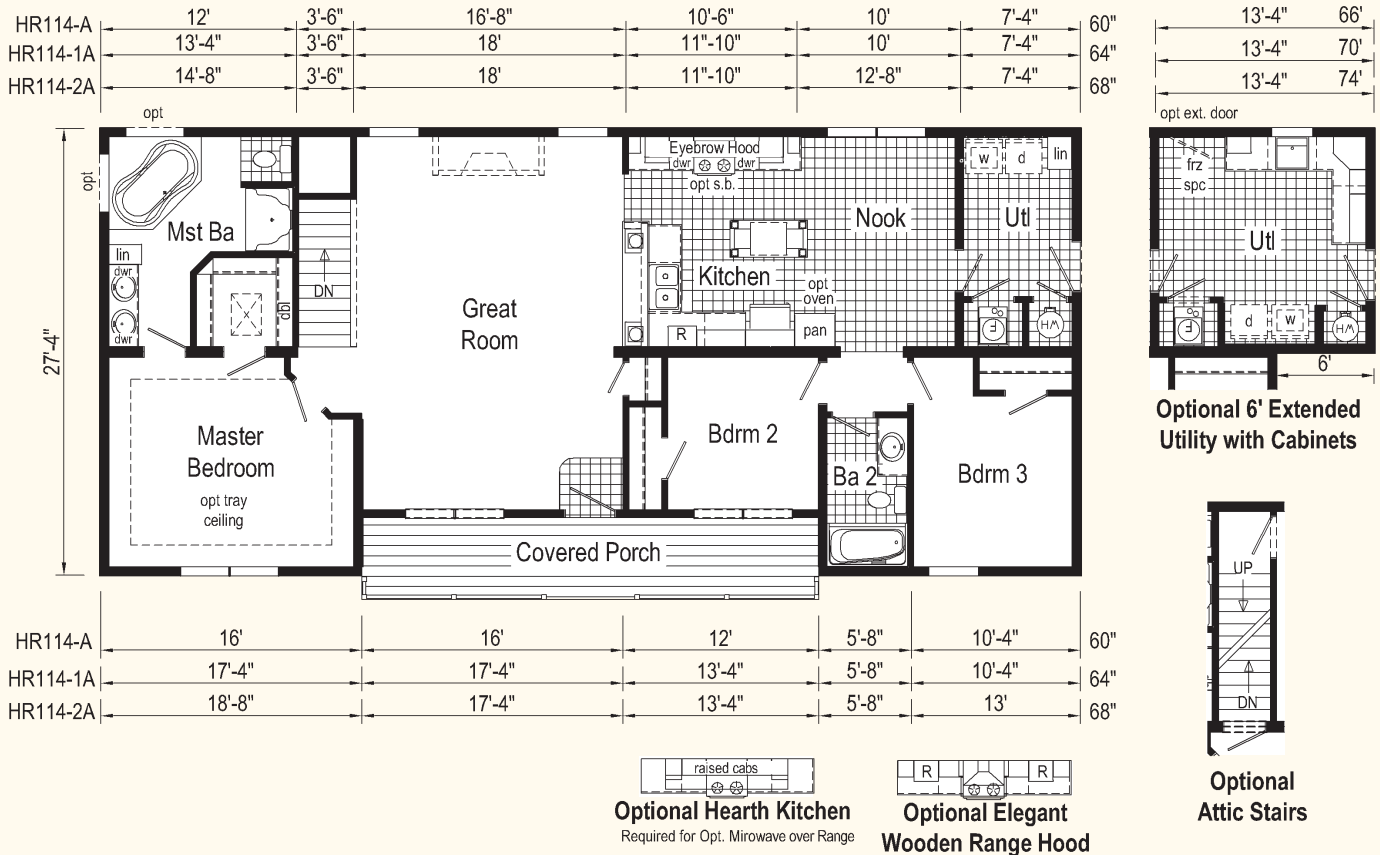 HR114-A 12' 3'-6" 16'-8" 10'-6" 10' 7'-4" 60" 13'-4" 66'
HR114-1A 13'-4" 3'-6" 18' 11"-10" 10' 7'-4" 64" 13'-4" 70'
HR114-2A 14'-8" 3'-6" 18' 11"-10" 12'-8" 7'-4" 68" 13'-4" 74'
opt
opt ext. door
Eyebrow Hood
dwr dwr
opt s.b.
w d lin
frz
spc
opt
Mst Ba
Nook
Utl
Utl
lin
dwr
dwr
dbl
DN
Kitchen
opt
oven
pan
R
Great
Room
W/H
d w
W/H
27'-4"
6'
Optional 6' Extended
Utility with Cabinets
Master
Bedroom
opt tray
ceiling
Bdrm 2
Ba 2
Bdrm 3
Covered Porch
UP
DN
Optional
Attic Stairs
HR114-A 16' 16' 12' 5'-8" 10'-4" 60"
HR114-1A 17'-4" 17'-4" 13'-4" 5'-8" 10'-4" 64"
HR114-2A 18'-8" 17'-4" 13'-4" 5'-8" 13' 68"
raised cabs
Optional Hearth Kitchen
Required for Opt. Mirowave over Range
R R
Optional Elegant
Wooden Range Hood